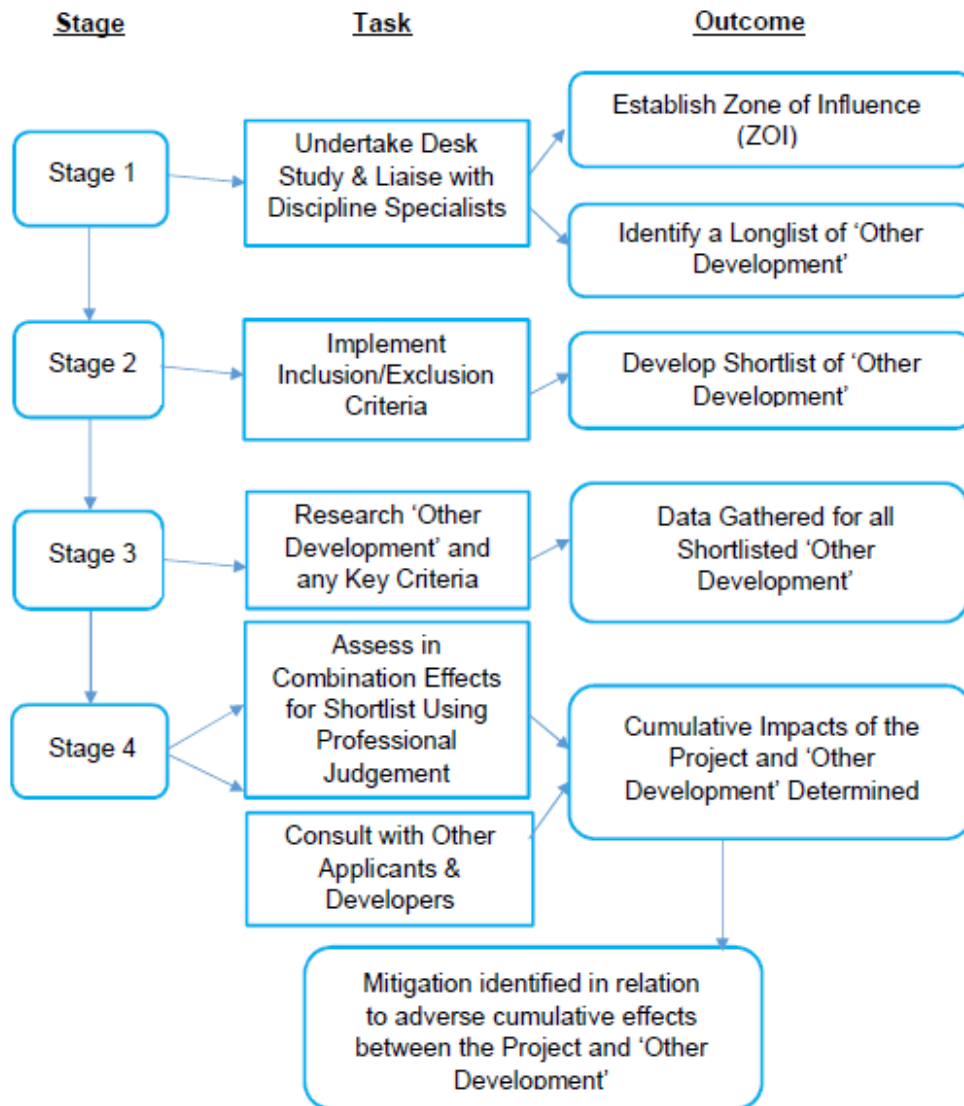 Stage Task Outcome
Stage 1
Undertake Desk
Study & Liaise with
Discipline Specialists
Establish Zone of Influence
(ZOI)
Identify a Longlist of ‘Other
Development’
Stage 2
Implement
Inclusion/Exclusion
Criteria
Develop Shortlist of ‘Other
Development’
Stage 3
Research ‘Other
Development’ and
any Key Criteria
Data Gathered for all
Shortlisted ‘Other
Development’
Stage 4
Assess in
Combination Effects
for Shortlist Using
Professional
Judgement
Consult with Other
Applicants &
Developers
Cumulative Impacts of the
Project and ‘Other
Development’ Determined
Mitigation identified in relation
to adverse cumulative effects
between the Project and ‘Other
Development’